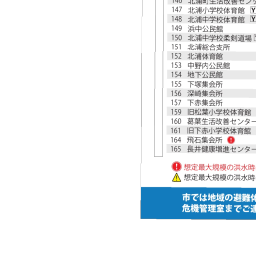 146 北浦町生活改善センタ
147 北浦小学校体育館
148 北浦中学校体育館
149 浜中公民館
150 北浦中学校柔剣道場
151 北浦総合支所
152 北浦体育館
153 中野内公民館
154 地下公民館
155 下塚集会所
156 深崎集会所
157 下赤集会所
159 旧松葉小学校体育館
160 葛葉生活改善センター
161 旧下赤小学校体育館
164 飛石集会所
165 長井健康増進センター
想定最大規模の洪水時
想定最大規模の洪水時
市では地域の避難
危機管理室までご連